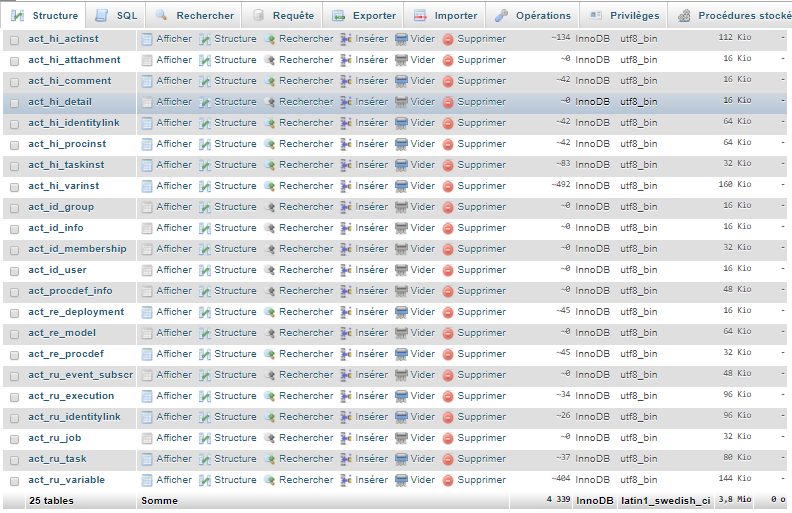 Structure SQL Rechercher Requête Exporter Importer Opérations Privilèges Procédures stocké
act_hi_actinst Afficher Structure Rechercher Insérer Vider Supprimer ~134 InnoDB utf8_bin 112 Kio -
act_hi_attachment Afficher Structure Rechercher Insérer Vider Supprimer ~0 InnoDB utf8_bin 16 Kio -
act_hi_comment Afficher Structure Rechercher Insérer Vider Supprimer ~42 InnoDB utf8_bin 16 Kio -
act_hi_detail Afficher Structure Rechercher Insérer Vider Supprimer ~0 InnoDB utf8_bin 16 Kio -
act_hi_identitylink Afficher Structure Rechercher Insérer Vider Supprimer ~42 InnoDB utf8_bin 64 Kio -
act_hi_procinst Afficher Structure Rechercher Insérer Vider Supprimer ~42 InnoDB utf8_bin 64 Kio -
act_hi_taskinst Afficher Structure Rechercher Insérer Vider Supprimer ~83 InnoDB utf8_bin 32 Kio -
act_hi_varinst Afficher Structure Rechercher Insérer Vider Supprimer ~492 InnoDB utf8_bin 160 Kio -
act_id_group Afficher Structure Rechercher Insérer Vider Supprimer ~0 InnoDB utf8_bin 16 Kio -
act_id_info Afficher Structure Rechercher Insérer Vider Supprimer ~0 InnoDB utf8_bin 16 Kio -
act_id_membership Afficher Structure Rechercher Insérer Vider Supprimer ~0 InnoDB utf8_bin 32 Kio -
act_id_user Afficher Structure Rechercher Insérer Vider Supprimer ~0 InnoDB utf8_bin 16 Kio -
act_procdef_info Afficher Structure Rechercher Insérer Vider Supprimer ~0 InnoDB utf8_bin 48 Kio -
act_re_deployment Afficher Structure Rechercher Insérer Vider Supprimer ~45 InnoDB utf8_bin 16 Kio -
act_re_model Afficher Structure Rechercher Insérer Vider Supprimer ~0 InnoDB utf8_bin 64 Kio -
act_re_procdef Afficher Structure Rechercher Insérer Vider Supprimer ~45 InnoDB utf8_bin 32 Kio -
act_ru_event_subscr Afficher Structure Rechercher Insérer Vider Supprimer ~0 InnoDB utf8_bin 48 Kio -
act_ru_execution Afficher Structure Rechercher Insérer Vider Supprimer ~34 InnoDB utf8_bin 96 Kio -
act_ru_identitylink Afficher Structure Rechercher Insérer Vider Supprimer ~26 InnoDB utf8_bin 96 Kio -
act_ru_job Afficher Structure Rechercher Insérer Vider Supprimer ~0 InnoDB utf8_bin 32 Kio -
act_ru_task Afficher Structure Rechercher Insérer Vider Supprimer ~37 InnoDB utf8_bin 80 Kio -
act_ru_variable Afficher Structure Rechercher Insérer Vider Supprimer ~404 InnoDB utf8_bin 144 Kio -
25 tables Somme 4 339 InnoDB latin1_swedish_ci 3,8 Mio 0 o